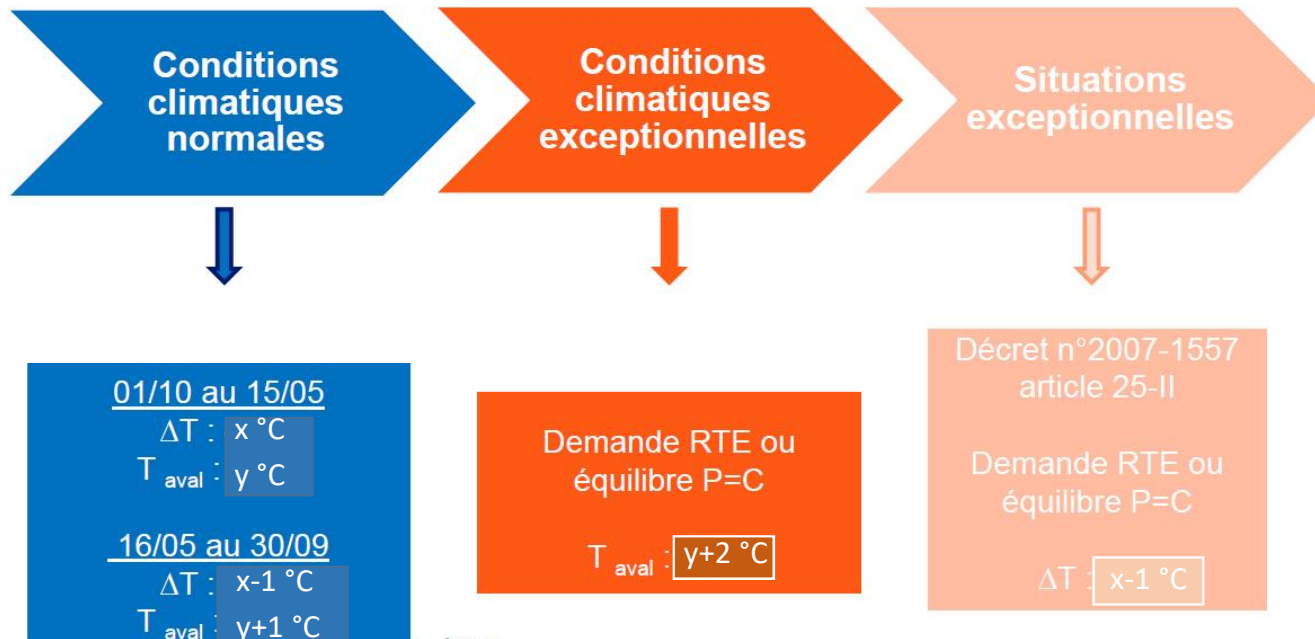 Conditions
climatiques
normales
Conditions
climatiques
exceptionnelles
Situations
exceptionnelles
01/10 au 15/05
ΔT : x °C
T aval : y °C
16/05 au 30/09
ΔT : x-1 °C
T aval : y+1 °C
Demande RTE ou
équilibre P=C
T aval : y+2 °C
Décret n°2007-1557
article 25-II
Demande RTE ou
équilibre P=C
ΔT : x-1 °C